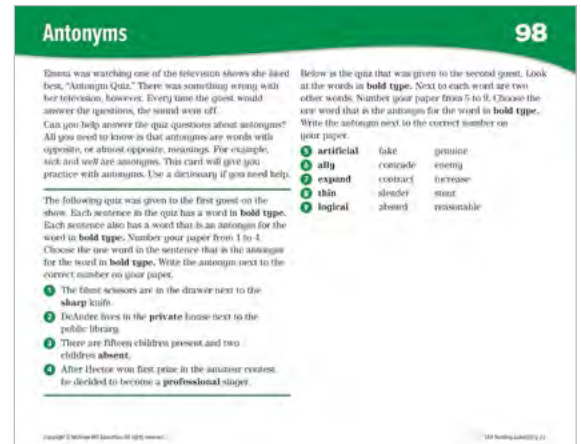 Antonyms
98
Emma was watching one of the television shows she liked
best, "Antonym Quiz." There was something wrong with
her television, however. Every time the guest would
answer the questions, the sound went off.
Can you help answer the quiz questions about antonyms?
All you need to know is that antonyms are words with
opposite, or almost opposite, meanings. For example,
sick and well are antonyms. This card will give you
practice with antonyms. Use a dictionary if you need help.
The following quiz was given to the first guest on the
show. Each sentence in the quiz has a word in bold type.
Each sentence also has a word that is an antonym for the
word in bold type. Number your paper from 1 to 4.
Choose the one word in the sentence that is the antonym
for the word in bold type. Write the antonym next to the
correct number on your paper.
1 The blunt scissors are in the drawer next to the
sharp knife.
2 DeAndre lives in the private house next to the
public library.
3 There are fifteen children present and two
children absent.
4 After Hector won first prize in the amateur contest,
he decided to become a professional singer.
Below is the quiz that was given to the second guest. Look
at the words in bold type. Next to each word are two
other words. Number your paper from 5 to 9. Choose the
one word that is the antonym for the word in bold type.
Write the antonym next to the correct number on
your paper.
5 artificial fake genuine
6 ally comrade enemy
7 expand contract increase
8 thin slender stout
9 logical absurd reasonable
Copyright © McGraw-Hill Education. All rights reserved.